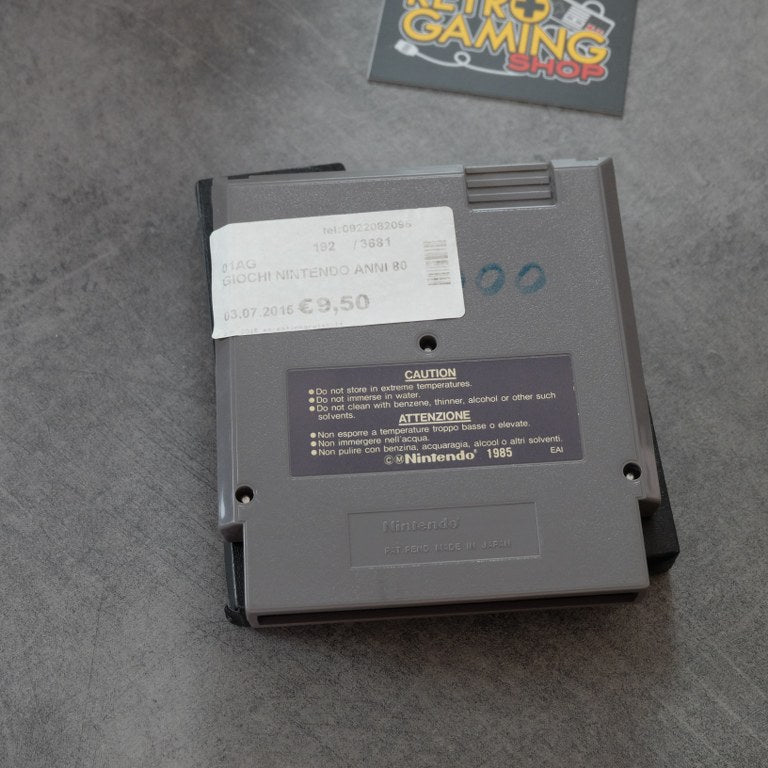 RETRO
GAMING
SHOP
tel:0922082095
192 /3681
01AG
GIOCHI NINTENDO ANNI 80
03.07.2016 €9,50
000
CAUTION
● Do not store in extreme temperatures.
● Do not immerse in water.
● Do not clean with benzene, thinner, alcohol or other such
solvents.
ATTENZIONE
● Non esporre a temperature troppo basse o elevate.
● Non immergere nell'acqua.
● Non pulire con benzina, acquaragia, alcool o altri solventi.
©Ⓜ Nintendo® 1985 EAI
Nintendo®
PAT. PEND. MADE IN JAPAN